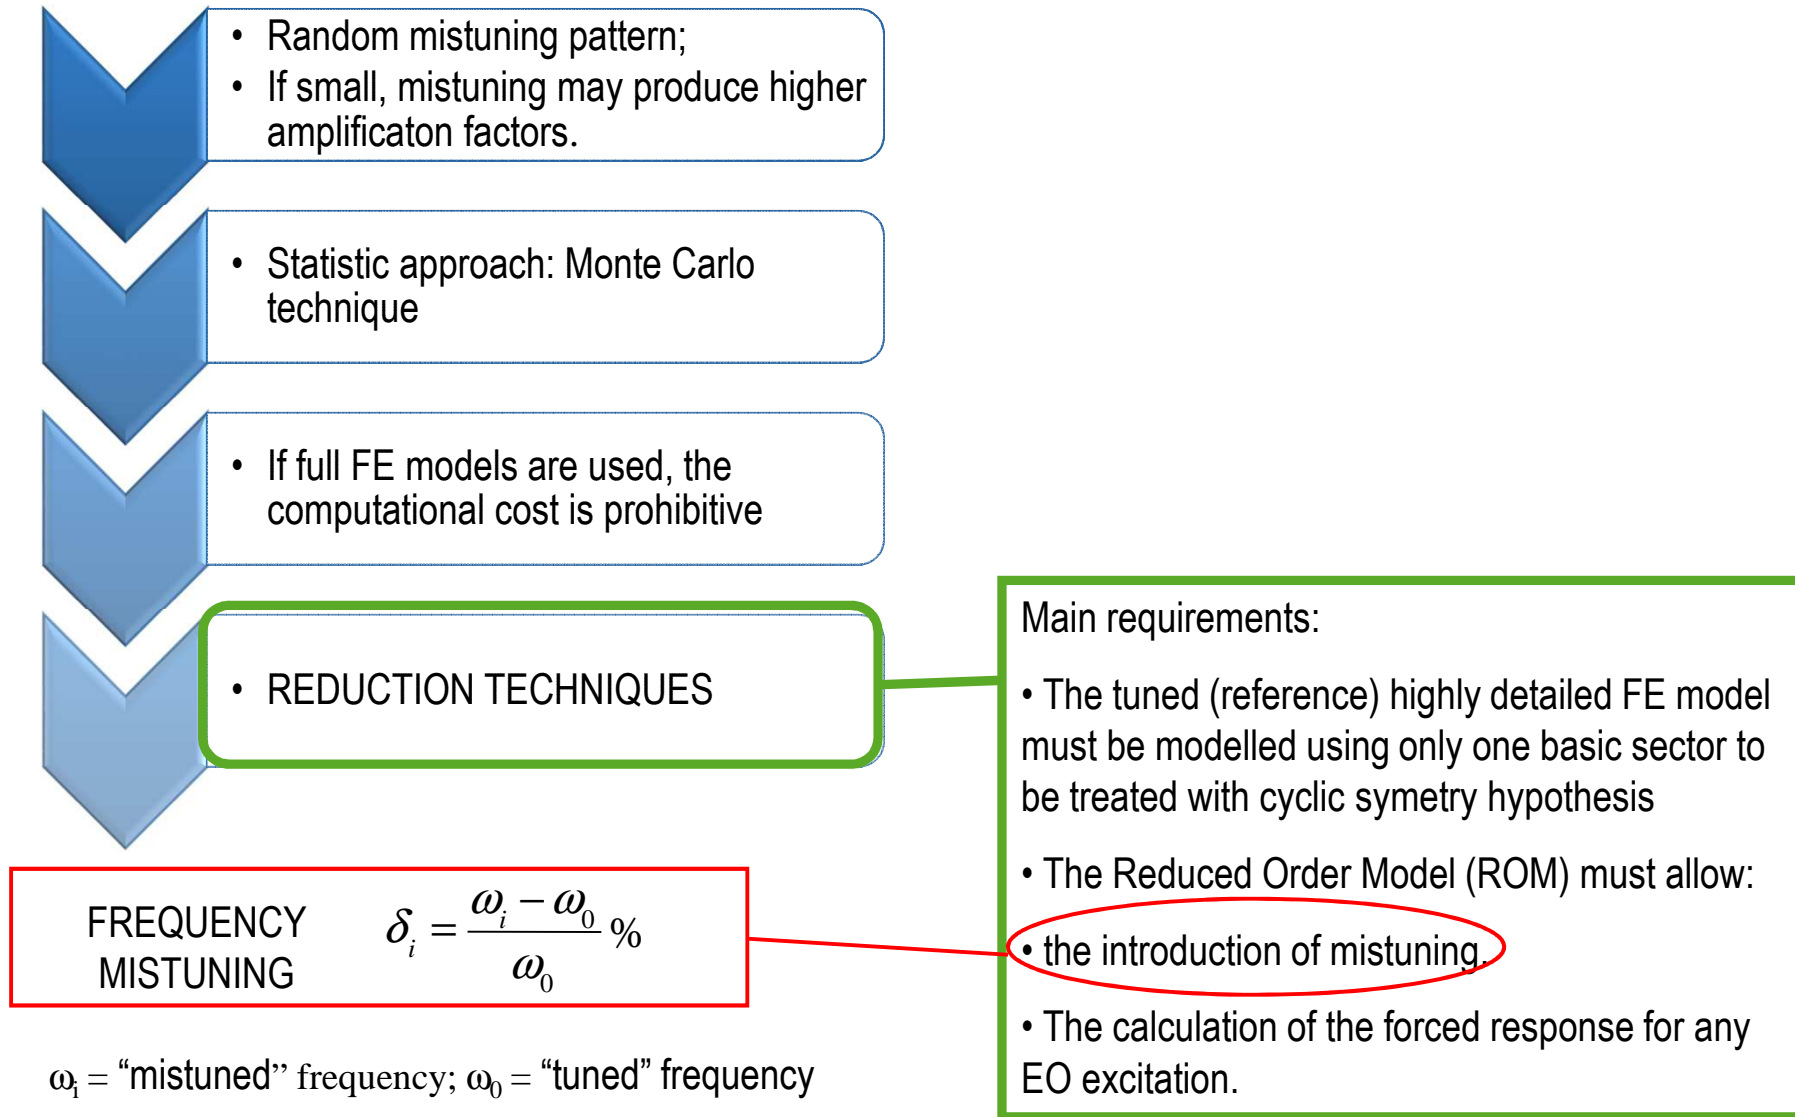 • Random mistuning pattern;
• If small, mistuning may produce higher
amplificaton factors.
• Statistic approach: Monte Carlo
technique
• If full FE models are used, the
computational cost is prohibitive
• REDUCTION TECHNIQUES
Main requirements:
• The tuned (reference) highly detailed FE model
must be modelled using only one basic sector to
be treated with cyclic symetry hypothesis
• The Reduced Order Model (ROM) must allow:
• the introduction of mistuning.
• The calculation of the forced response for any
EO excitation.
FREQUENCY
MISTUNING
δᵢ = (ωᵢ − ω₀) / ω₀ %
ωᵢ = “mistuned” frequency; ω₀ = “tuned” frequency